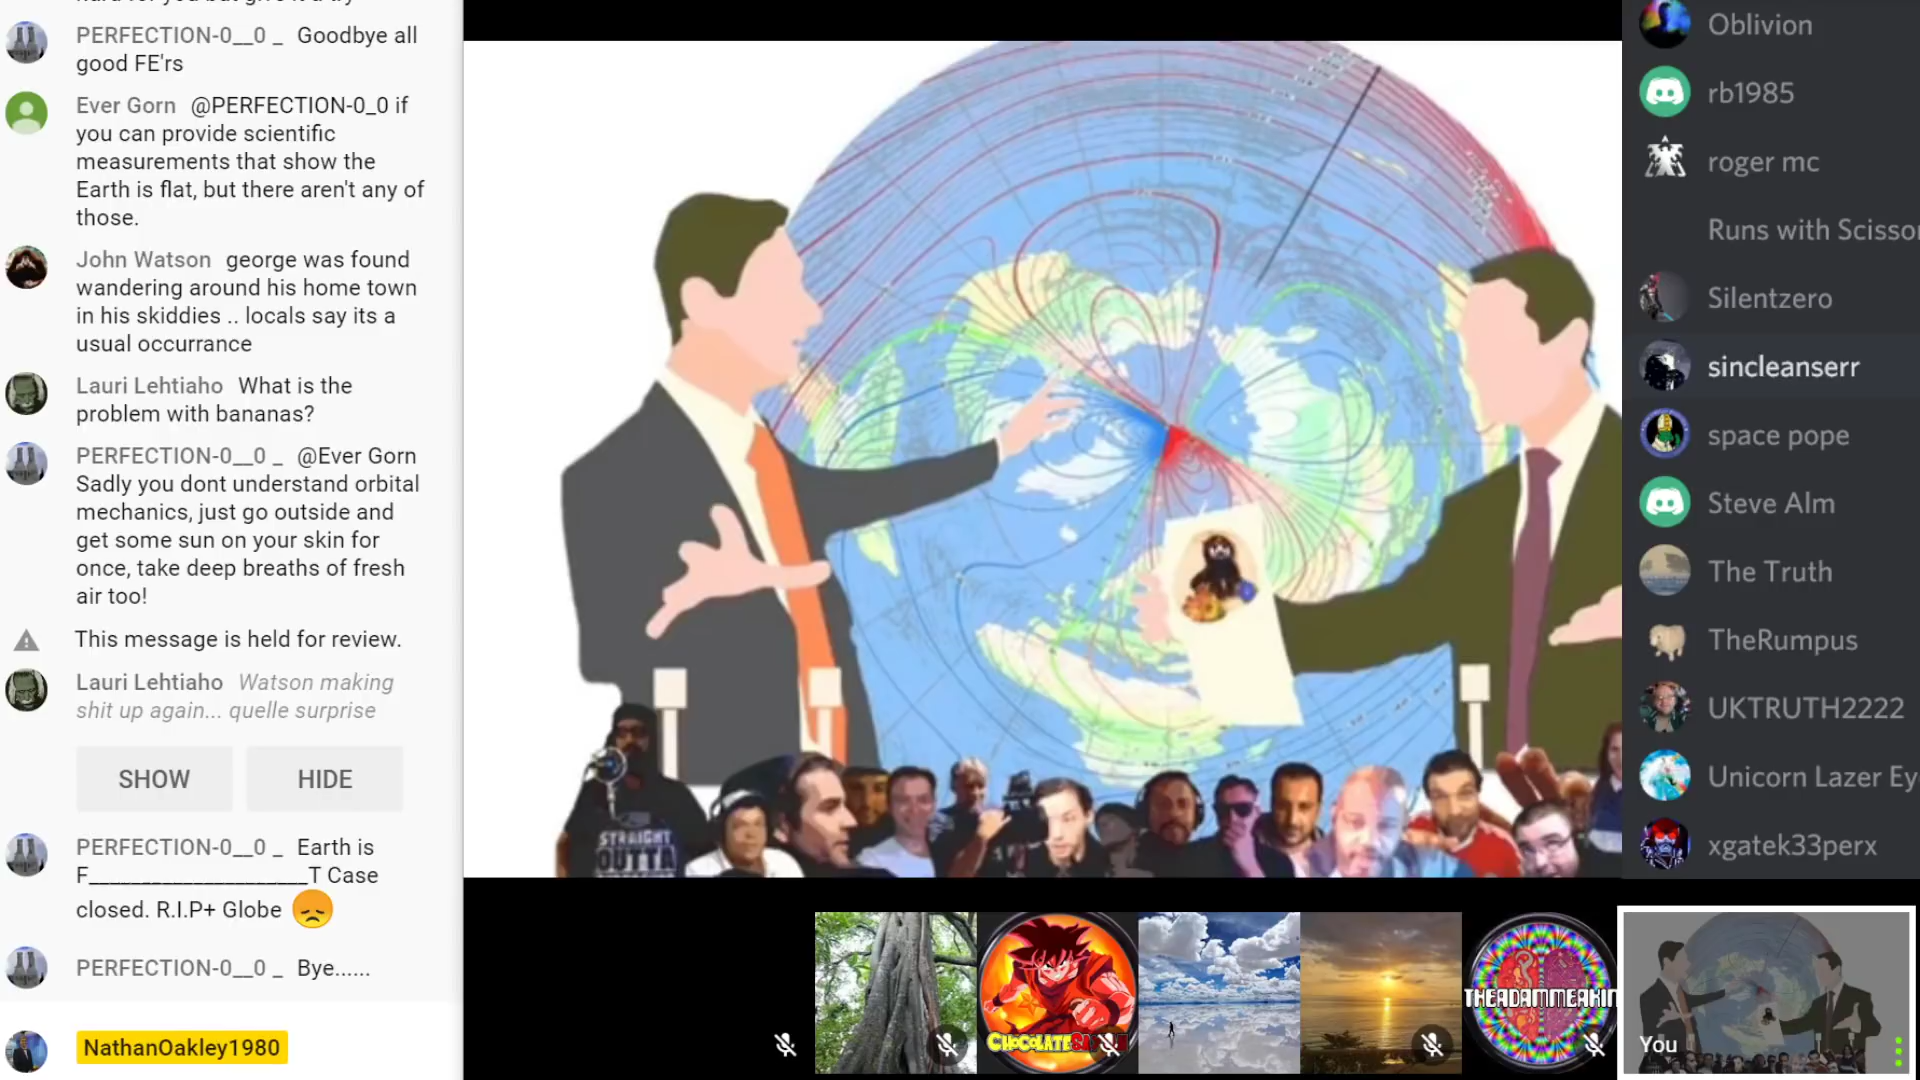 PERFECTION-0__0 _ Goodbye all
good FE'rs
Ever Gorn @PERFECTION-0_0 if
you can provide scientific
measurements that show the
Earth is flat, but there aren't any of
those.
John Watson george was found
wandering around his home town
in his skiddies .. locals say its a
usual occurrance
Lauri Lehtiaho What is the
problem with bananas?
PERFECTION-0__0 _ @Ever Gorn
Sadly you dont understand orbital
mechanics, just go outside and
get some sun on your skin for
once, take deep breaths of fresh
air too!
This message is held for review.
Lauri Lehtiaho Watson making
shit up again... quelle surprise
SHOW HIDE
PERFECTION-0__0 _ Earth is
F______________________T Case
closed. R.I.P+ Globe 😞
PERFECTION-0__0 _ Bye......
NathanOakley1980
STRAIGHT
OUTTA
THEADAMMEAKIN
You
Oblivion
rb1985
roger mc
Runs with Scissor
Silentzero
sincleanserr
space pope
Steve Alm
The Truth
TheRumpus
UKTRUTH2222
Unicorn Lazer Ey
xgatek33perx